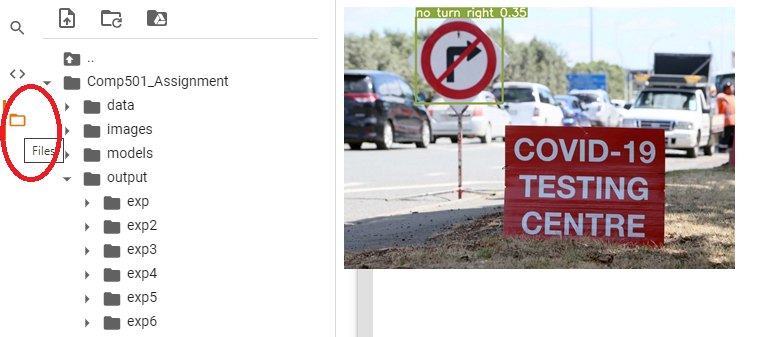 ..
Comp501_Assignment
data
images
Files
models
output
exp
exp2
exp3
exp4
exp5
exp6
no turn right 0.35
COVID-19
TESTING
CENTRE